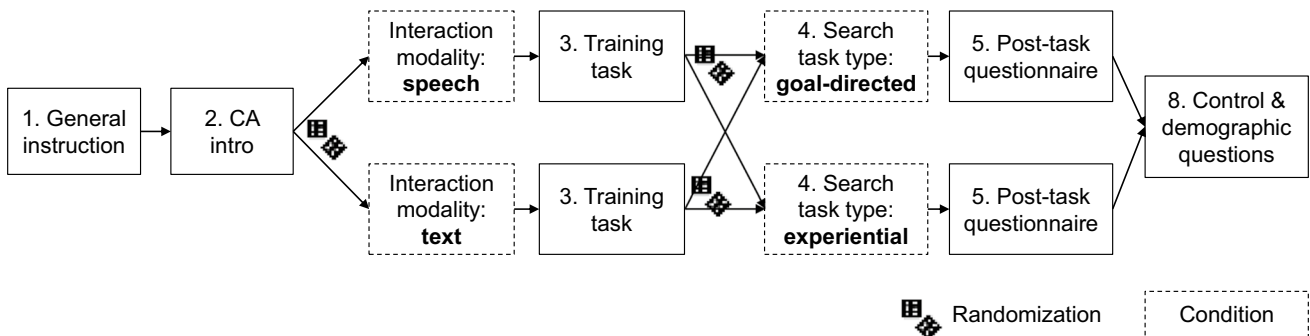 1. General
instruction
2. CA
intro
Interaction
modality:
speech
3. Training
task
4. Search
task type:
goal-directed
5. Post-task
questionnaire
Interaction
modality:
text
3. Training
task
4. Search
task type:
experiential
5. Post-task
questionnaire
8. Control &
demographic
questions
Randomization
Condition